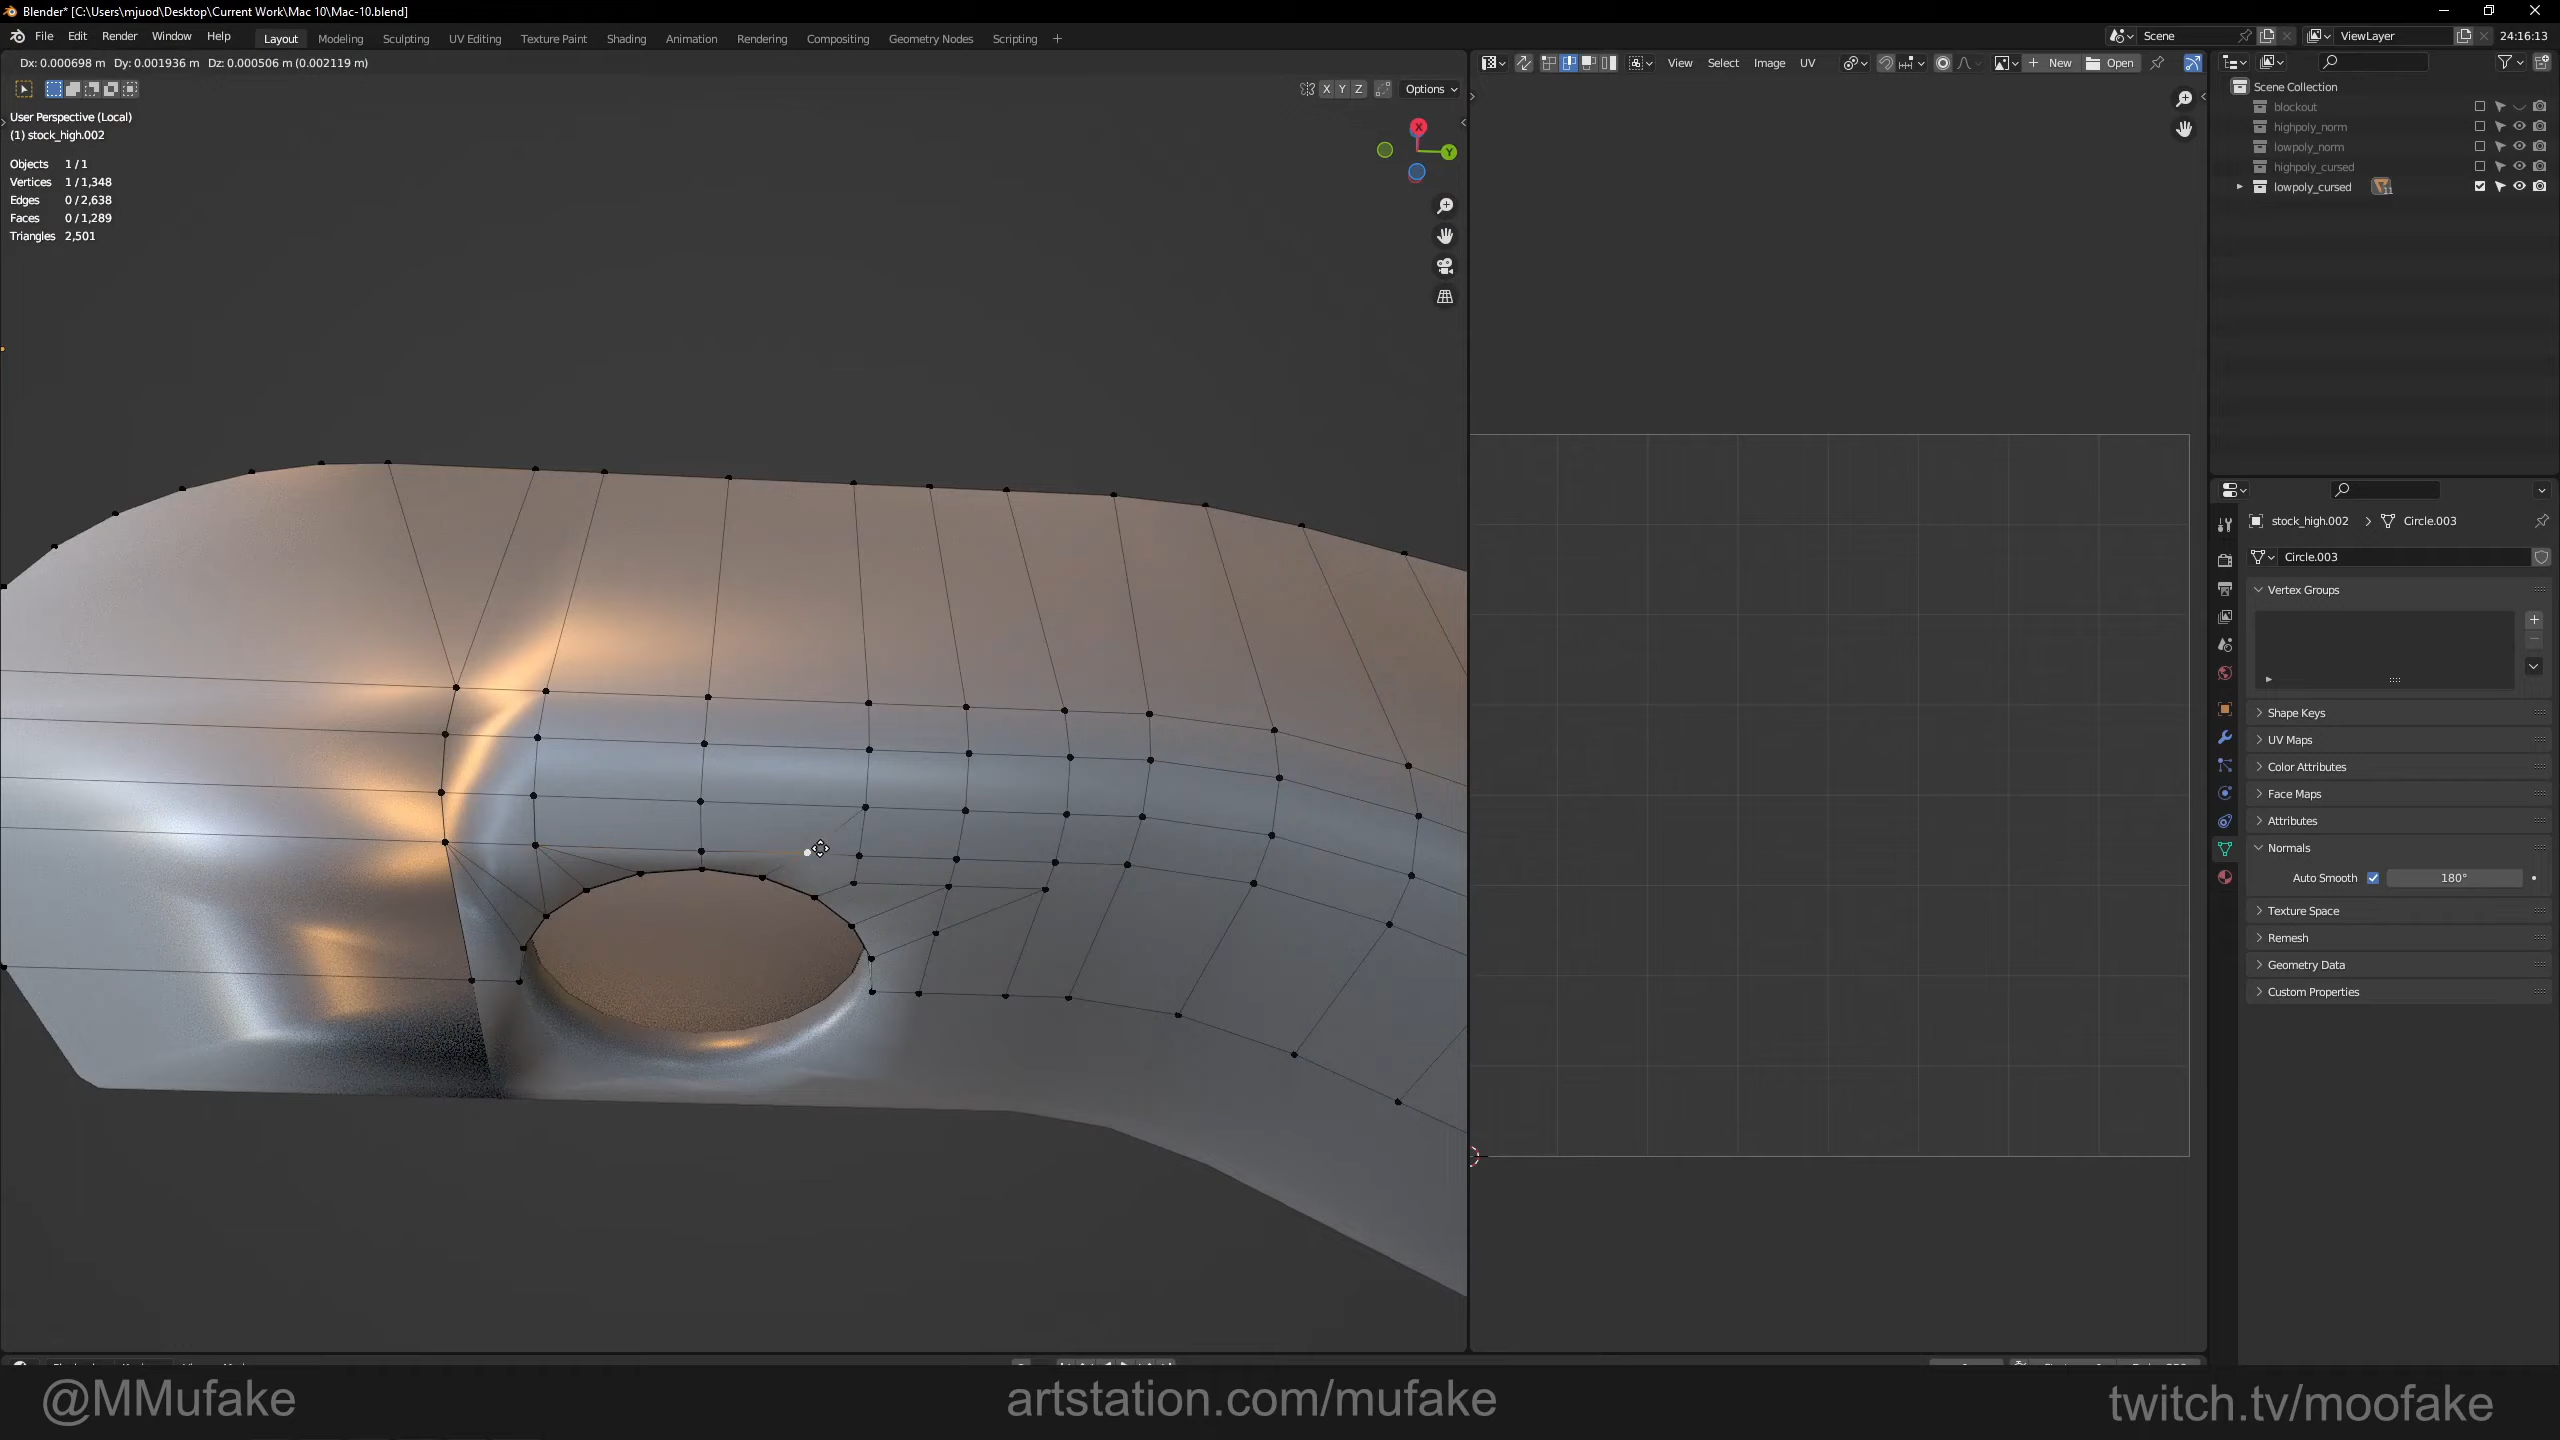 Blender* [C:\Users\mjuod\Desktop\Current Work\Mac 10\Mac-10.blend]
File Edit Render Window Help Layout Modeling Sculpting UV Editing Texture Paint Shading Animation Rendering Compositing Geometry Nodes Scripting + Scene ViewLayer 24:16:13
Dx: 0.000698 m Dy: 0.001936 m Dz: 0.000506 m (0.002119 m)
View Select Image UV New Open
X Y Z Options
Scene Collection
blockout
highpoly_norm
lowpoly_norm
highpoly_cursed
lowpoly_cursed 11
User Perspective (Local)
(1) stock_high.002
Objects 1 / 1
Vertices 1 / 1,348
Edges 0 / 2,638
Faces 0 / 1,289
Triangles 2,501
X
Y
stock_high.002 > Circle.003
Circle.003
Vertex Groups
Shape Keys
UV Maps
Color Attributes
Face Maps
Attributes
Normals
Auto Smooth 180°
Texture Space
Remesh
Geometry Data
Custom Properties
@MMufake artstation.com/mufake twitch.tv/moofake